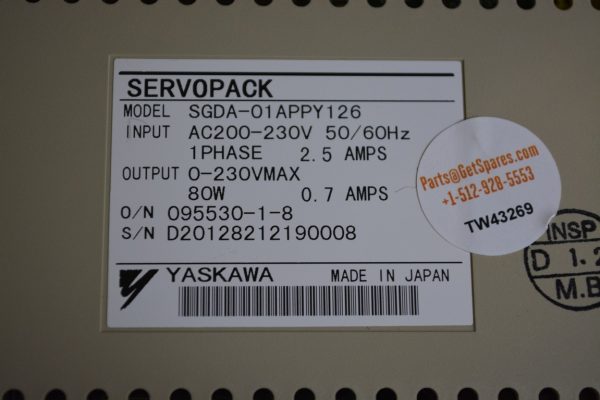 SERVOPACK
MODEL SGDA-01APPY126
INPUT AC200-230V 50/60Hz
1PHASE 2.5 AMPS
OUTPUT 0-230VMAX
80W 0.7 AMPS
O/N 095530-1-8
S/N D20128212190008
YASKAWA MADE IN JAPAN
Parts@GetSpares.com
+1-512-928-5553
TW43269
INSP
D 1.2
M.B